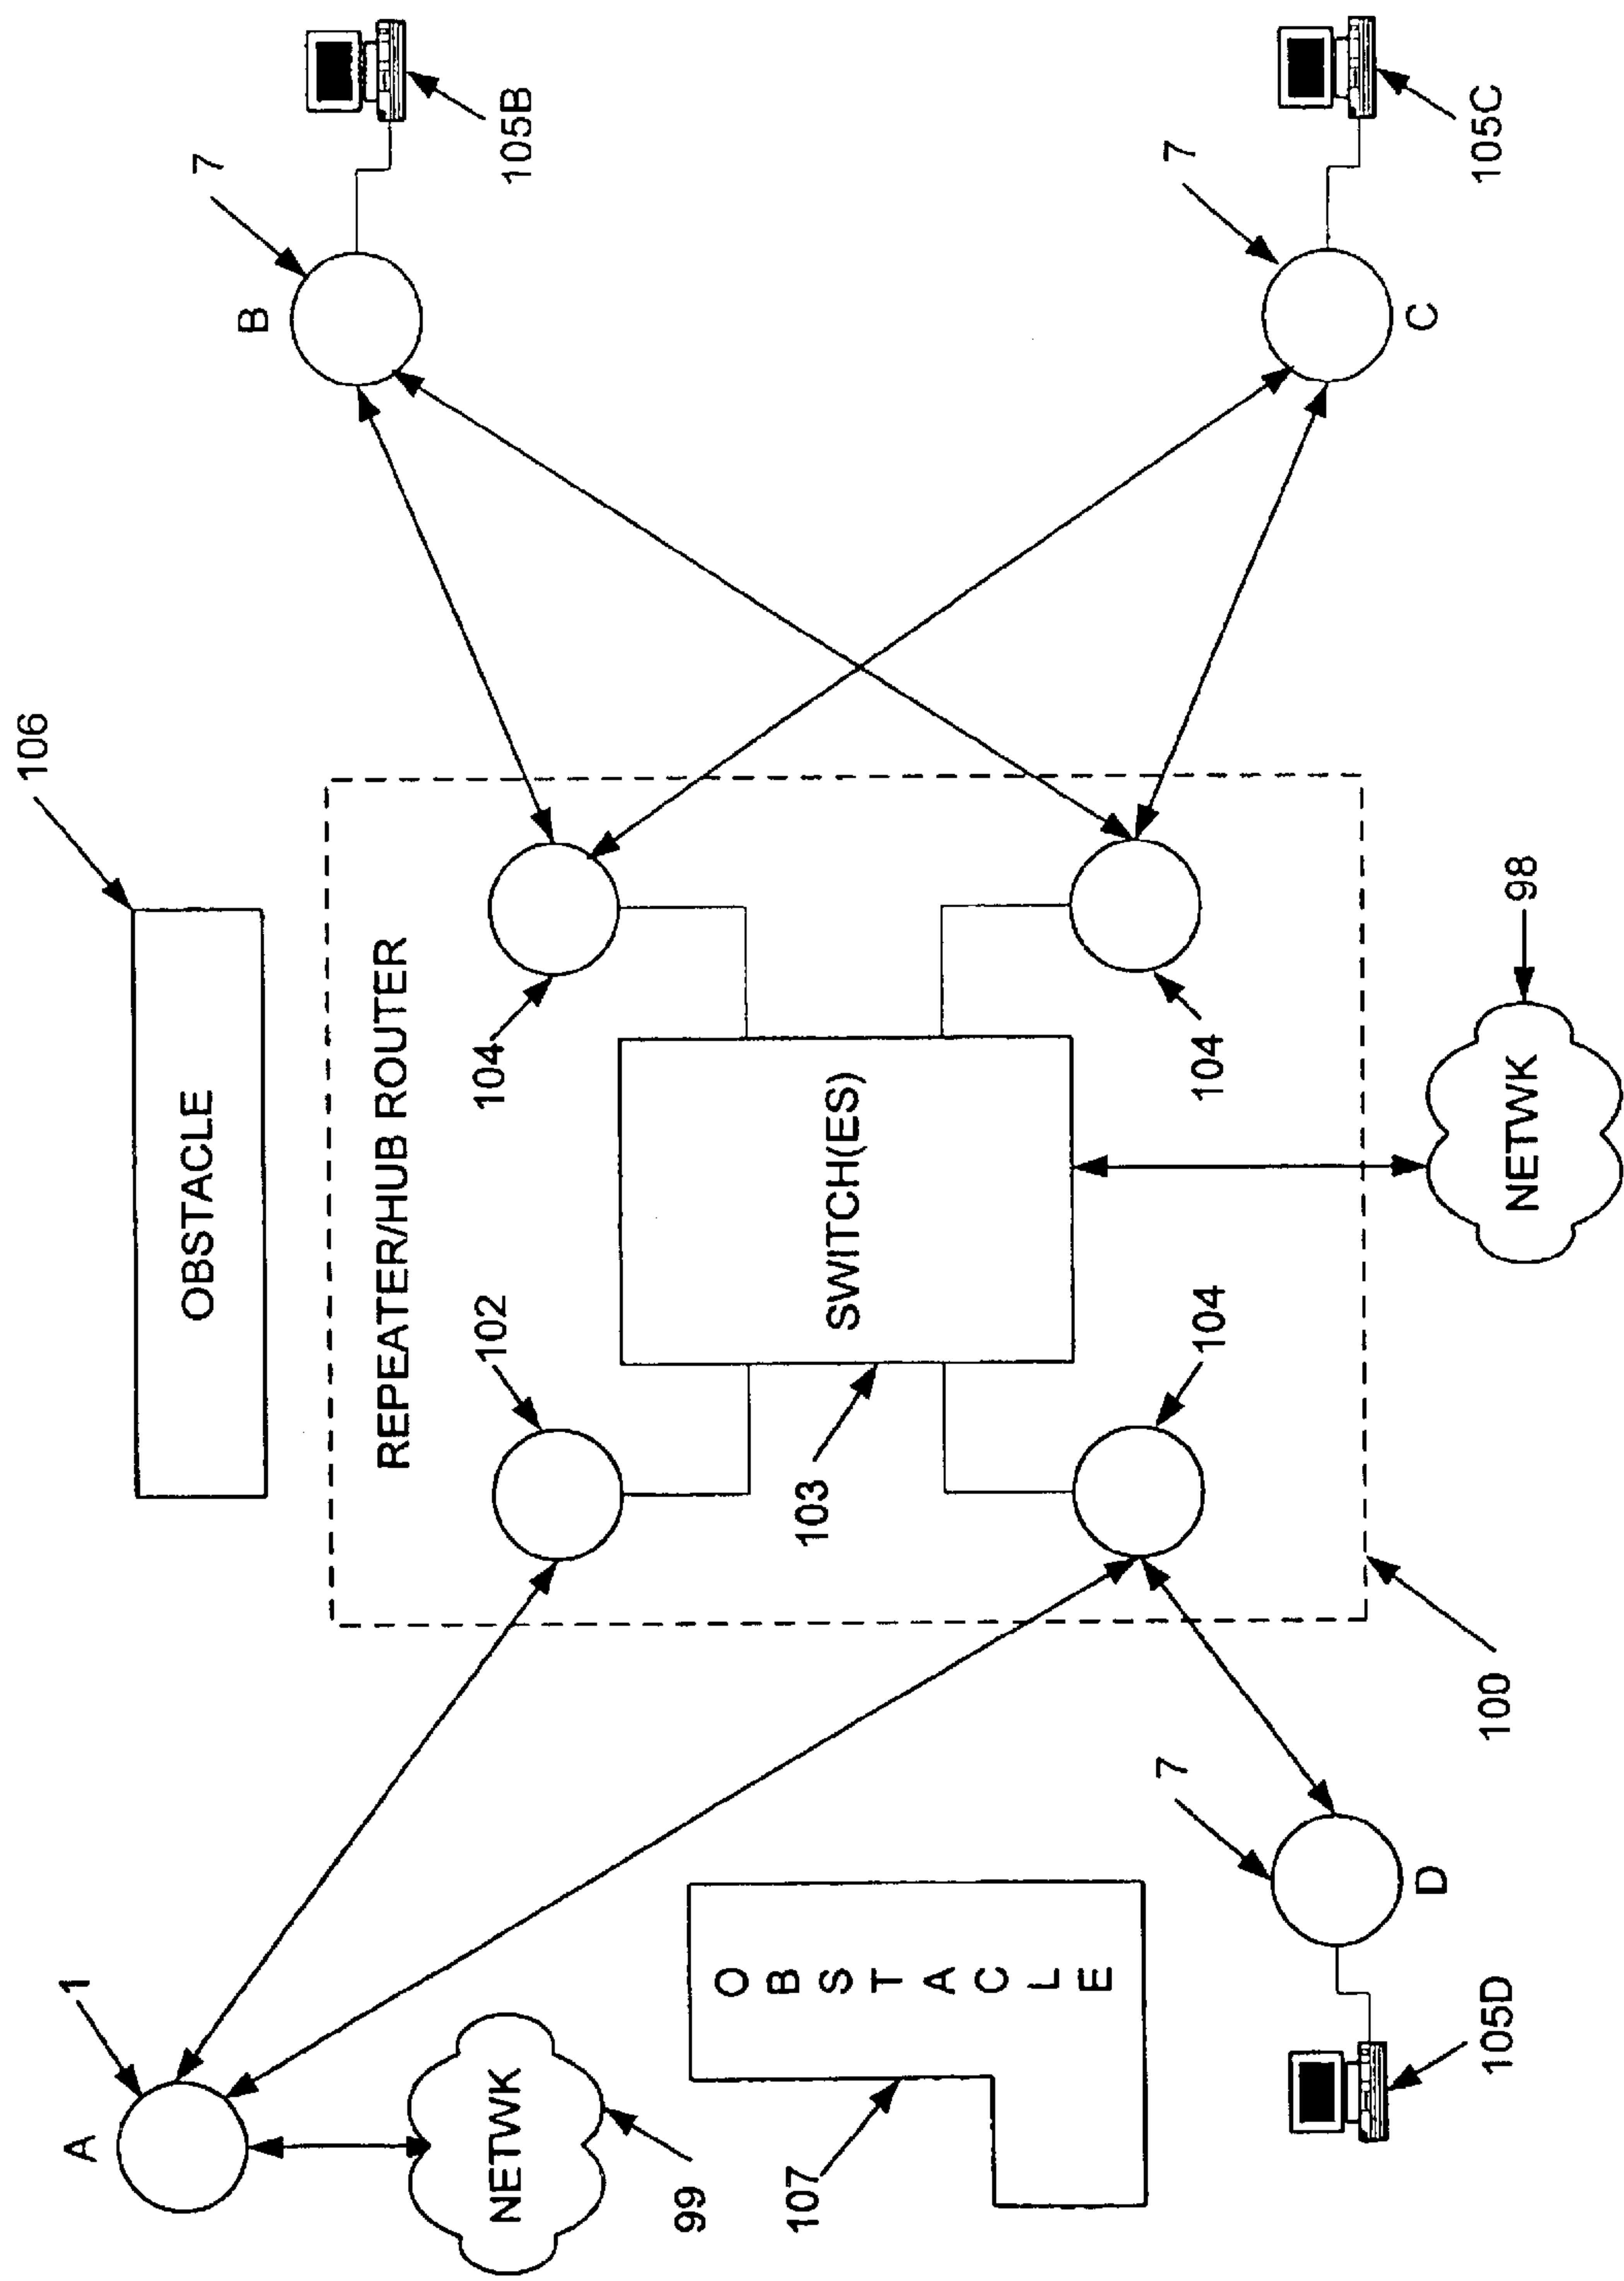 106
OBSTACLE
A
1
B
7
105B
REPEATER/HUB ROUTER
102
104
NETWK
99
SWITCH(ES)
103
OBSTACLE
107
104
104
7
D
105D
7
C
105C
100
NETWK
98